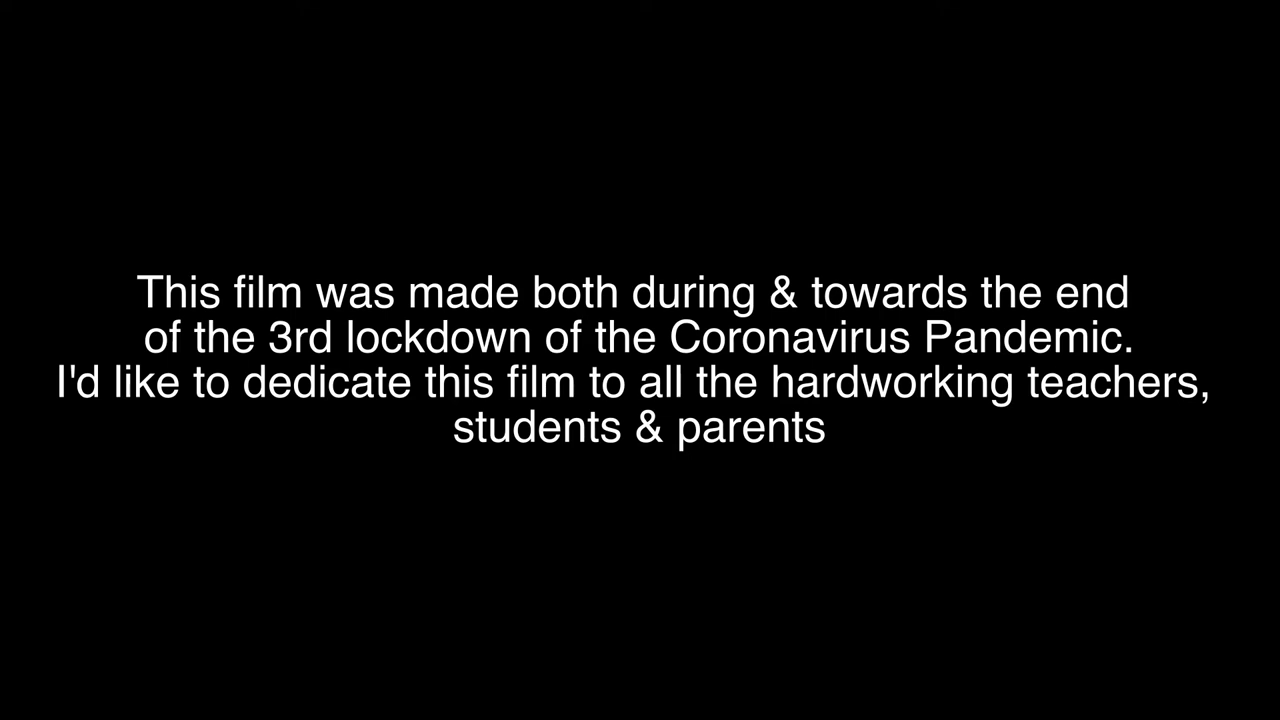 This film was made both during & towards the end
of the 3rd lockdown of the Coronavirus Pandemic.
I'd like to dedicate this film to all the hardworking teachers,
students & parents